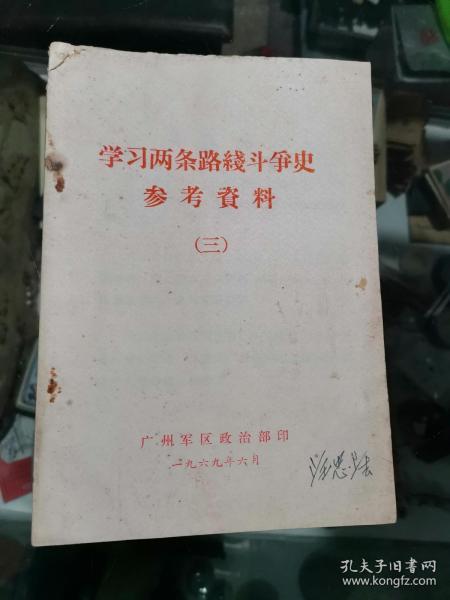 学习两条路綫斗爭史
参考資料
(三)
广州军区政治部印
一九六九年六月
孔夫子旧书网
www.kongfz.com